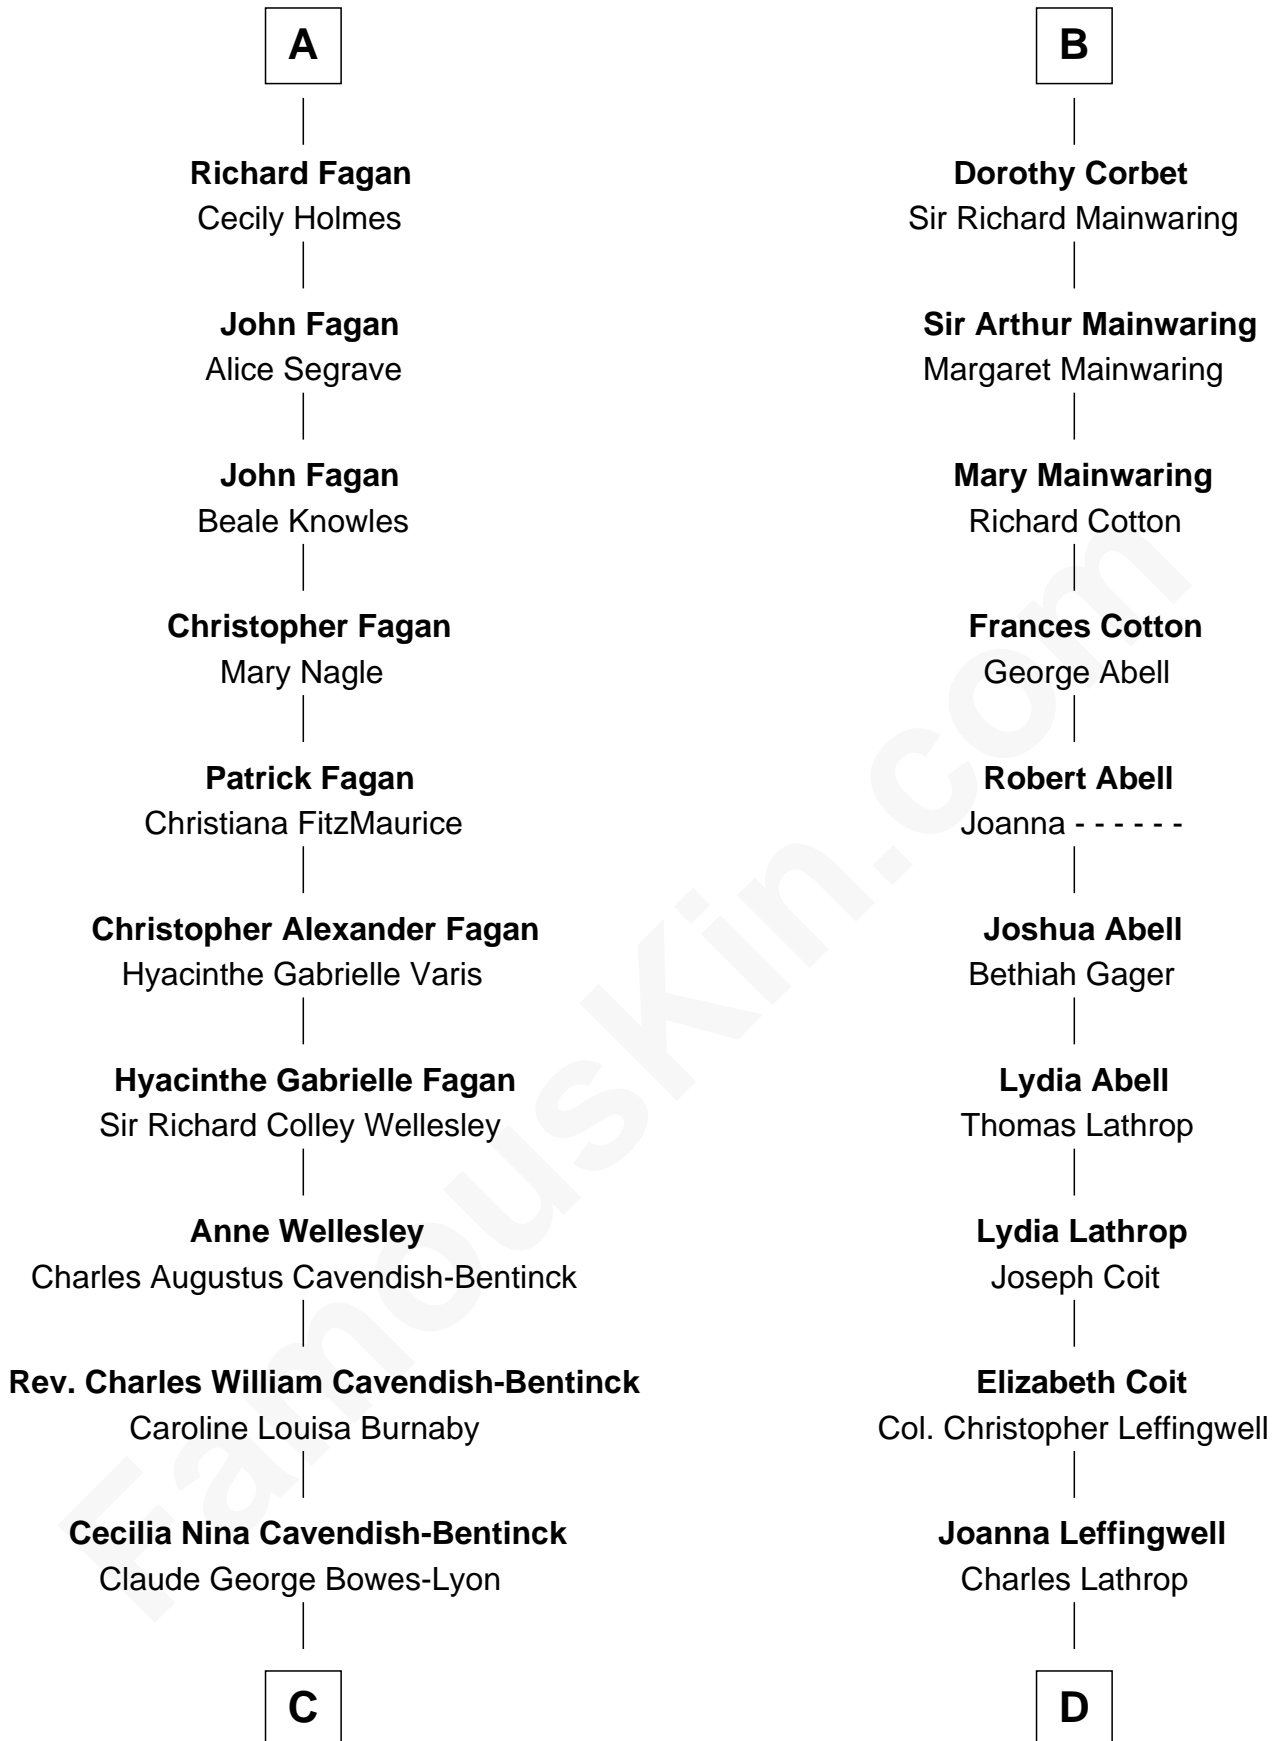 A
Richard Fagan
Cecily Holmes
John Fagan
Alice Segrave
John Fagan
Beale Knowles
Christopher Fagan
Mary Nagle
Patrick Fagan
Christiana FitzMaurice
Christopher Alexander Fagan
Hyacinthe Gabrielle Varis
Hyacinthe Gabrielle Fagan
Sir Richard Colley Wellesley
Anne Wellesley
Charles Augustus Cavendish-Bentinck
Rev. Charles William Cavendish-Bentinck
Caroline Louisa Burnaby
Cecilia Nina Cavendish-Bentinck
Claude George Bowes-Lyon
C
B
Dorothy Corbet
Sir Richard Mainwaring
Sir Arthur Mainwaring
Margaret Mainwaring
Mary Mainwaring
Richard Cotton
Frances Cotton
George Abell
Robert Abell
Joanna - - - - - -
Joshua Abell
Bethiah Gager
Lydia Abell
Thomas Lathrop
Lydia Lathrop
Joseph Coit
Elizabeth Coit
Col. Christopher Leffingwell
Joanna Leffingwell
Charles Lathrop
D
FamousKin.com